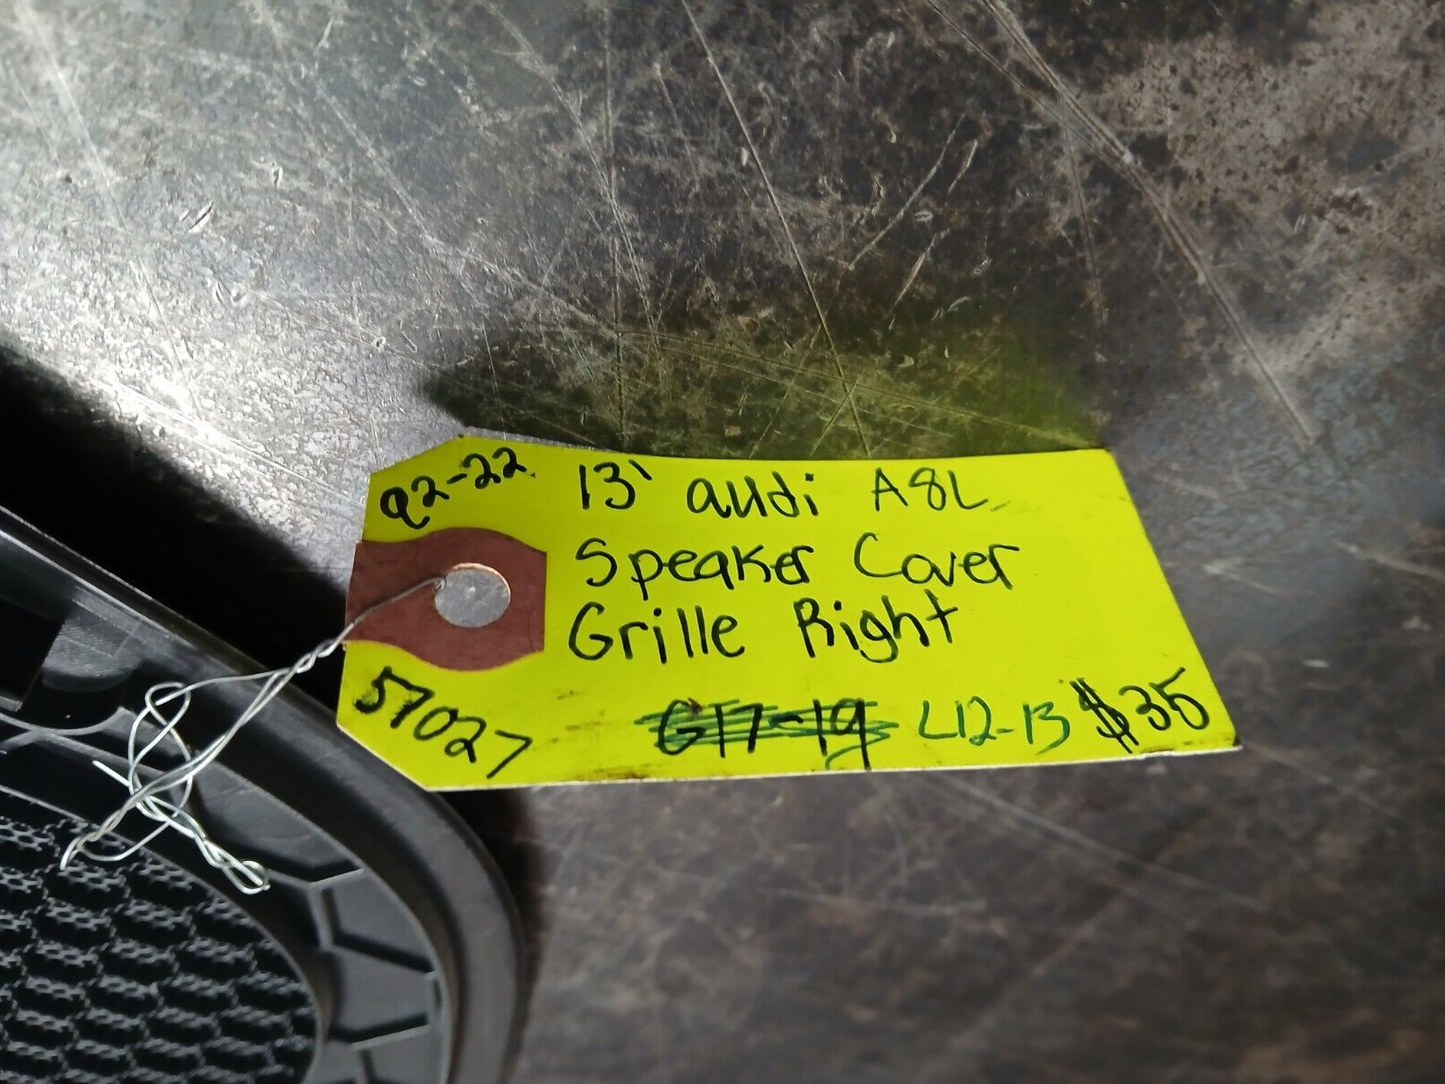 Q2-22 13' audi A8L
Speaker Cover
Grille Right
57027 G17-19 L12-13 $35